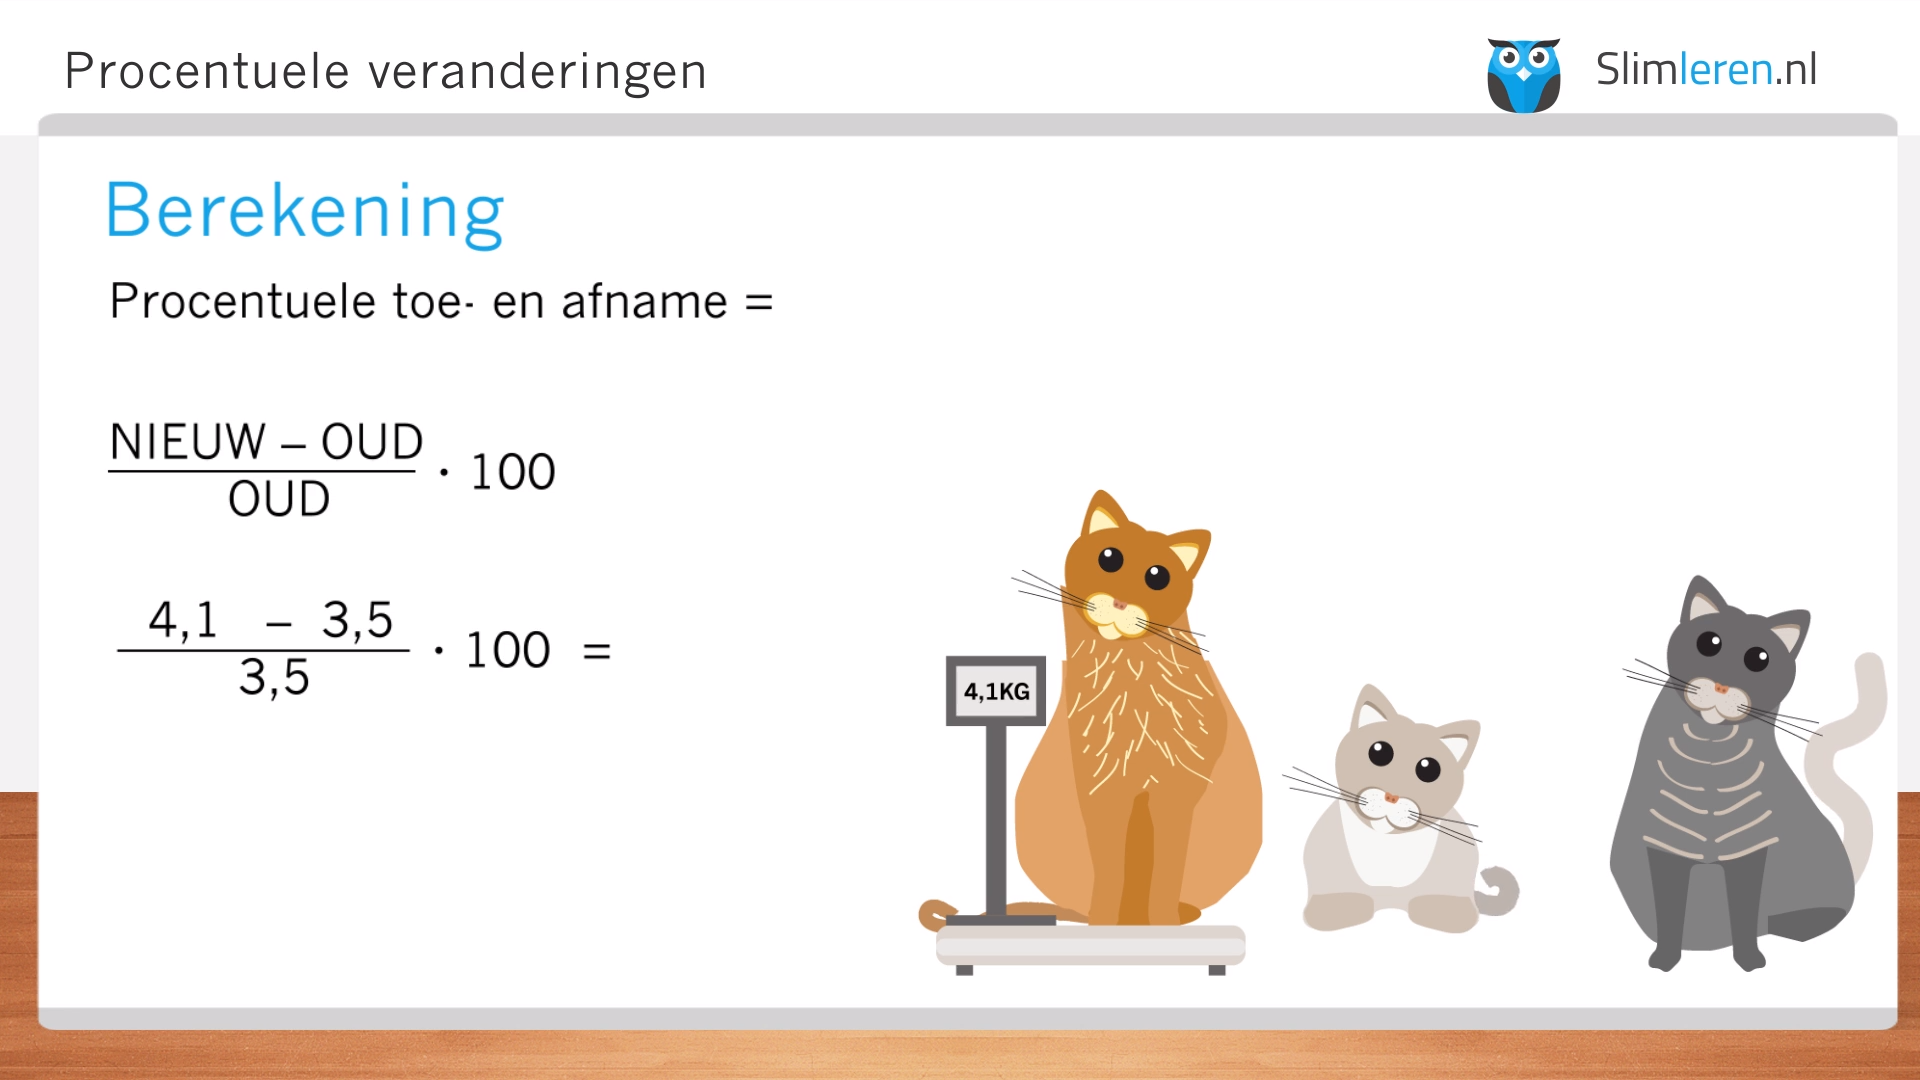 Procentuele veranderingen
Slimleren.nl
Berekening
Procentuele toe- en afname =
NIEUW – OUD
OUD
· 100
4,1 – 3,5
3,5
· 100 =
4,1KG